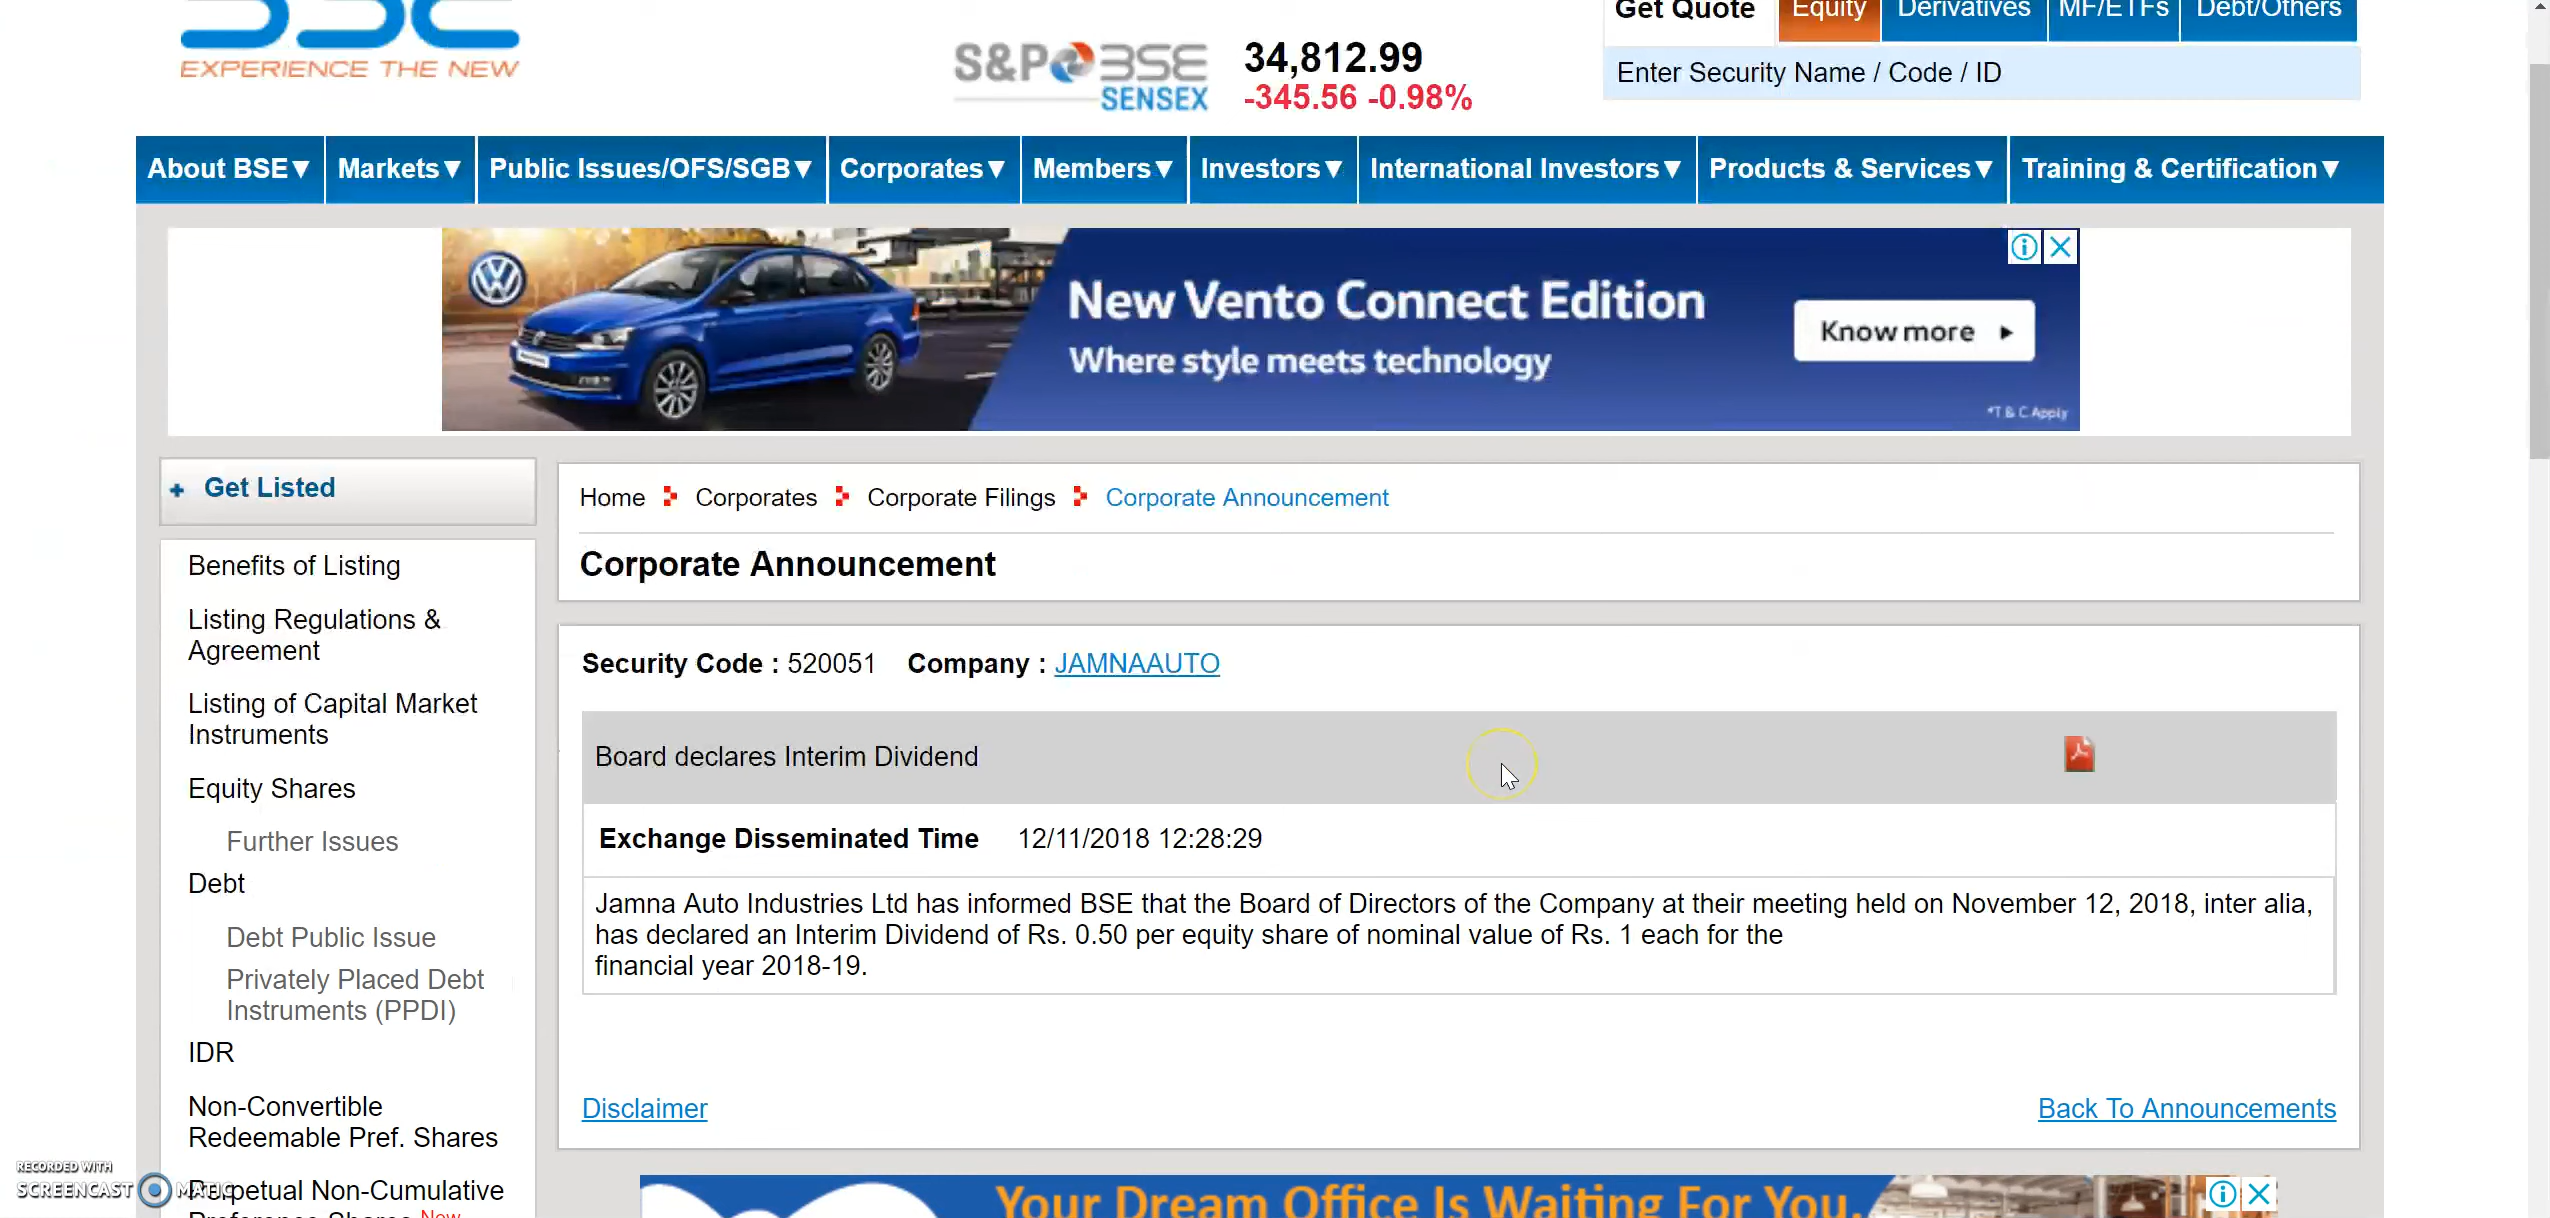 EXPERIENCE THE NEW
S&P BSE
SENSEX
34,812.99
-345.56 -0.98%
Get Quote
Equity
Derivatives
MF/ETFs
Debt/Others
Enter Security Name / Code / ID
About BSE▼ Markets▼ Public Issues/OFS/SGB▼ Corporates▼ Members▼ Investors▼ International Investors▼ Products & Services▼ Training & Certification▼
New Vento Connect Edition
Where style meets technology
Know more
*T & C Apply
+ Get Listed
Benefits of Listing
Listing Regulations &
Agreement
Listing of Capital Market
Instruments
Equity Shares
Further Issues
Debt
Debt Public Issue
Privately Placed Debt
Instruments (PPDI)
IDR
Non-Convertible
Redeemable Pref. Shares
Perpetual Non-Cumulative
Preference Shares New
Home Corporates Corporate Filings Corporate Announcement
Corporate Announcement
Security Code : 520051 Company : JAMNAAUTO
Board declares Interim Dividend
Exchange Disseminated Time 12/11/2018 12:28:29
Jamna Auto Industries Ltd has informed BSE that the Board of Directors of the Company at their meeting held on November 12, 2018, inter alia,
has declared an Interim Dividend of Rs. 0.50 per equity share of nominal value of Rs. 1 each for the
financial year 2018-19.
Disclaimer
Back To Announcements
Your Dream Office Is Waiting For You.
RECORDED WITH
SCREENCAST MATIC